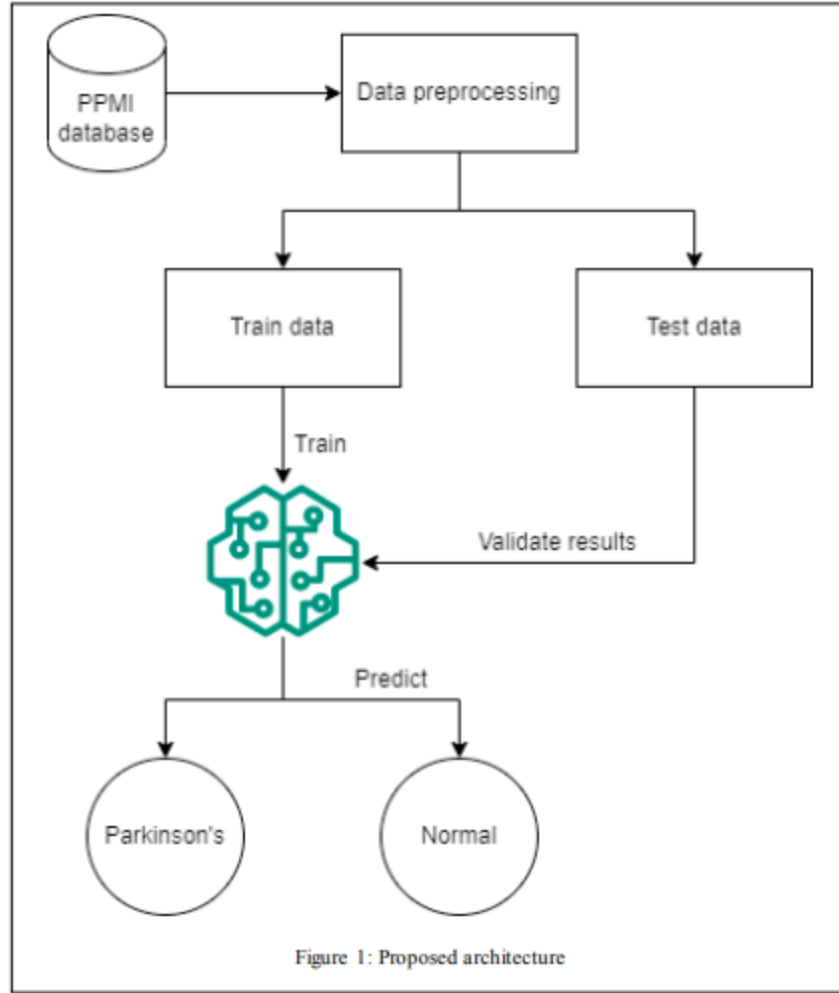 PPMI
database
Data preprocessing
Train data
Test data
Train
Validate results
Predict
Parkinson's
Normal
Figure 1: Proposed architecture